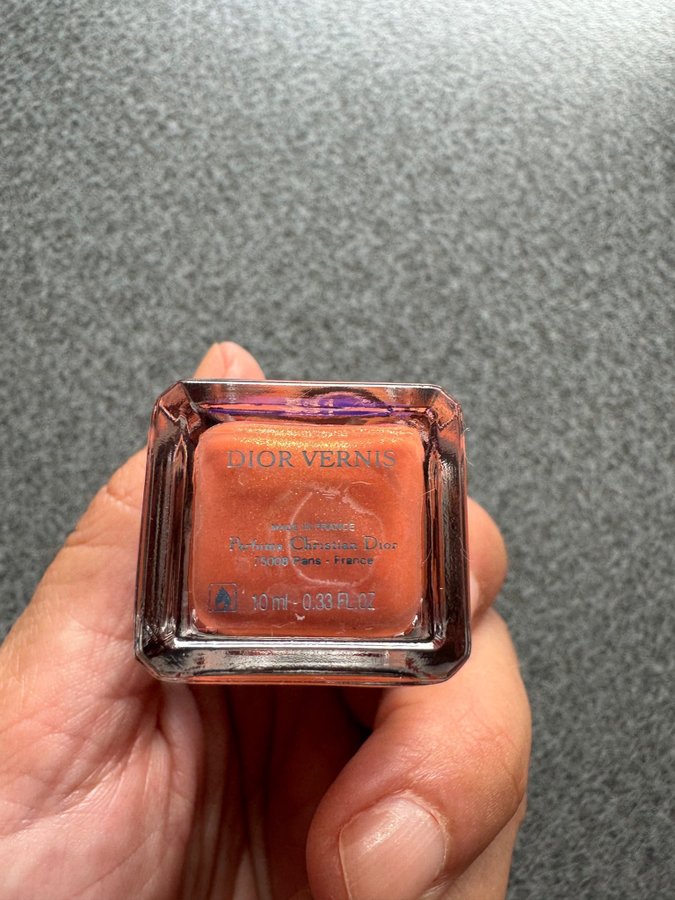 DIOR VERNIS
MADE IN FRANCE
Parfums Christian Dior
75008 Paris - France
10 ml - 0.33 FL.OZ